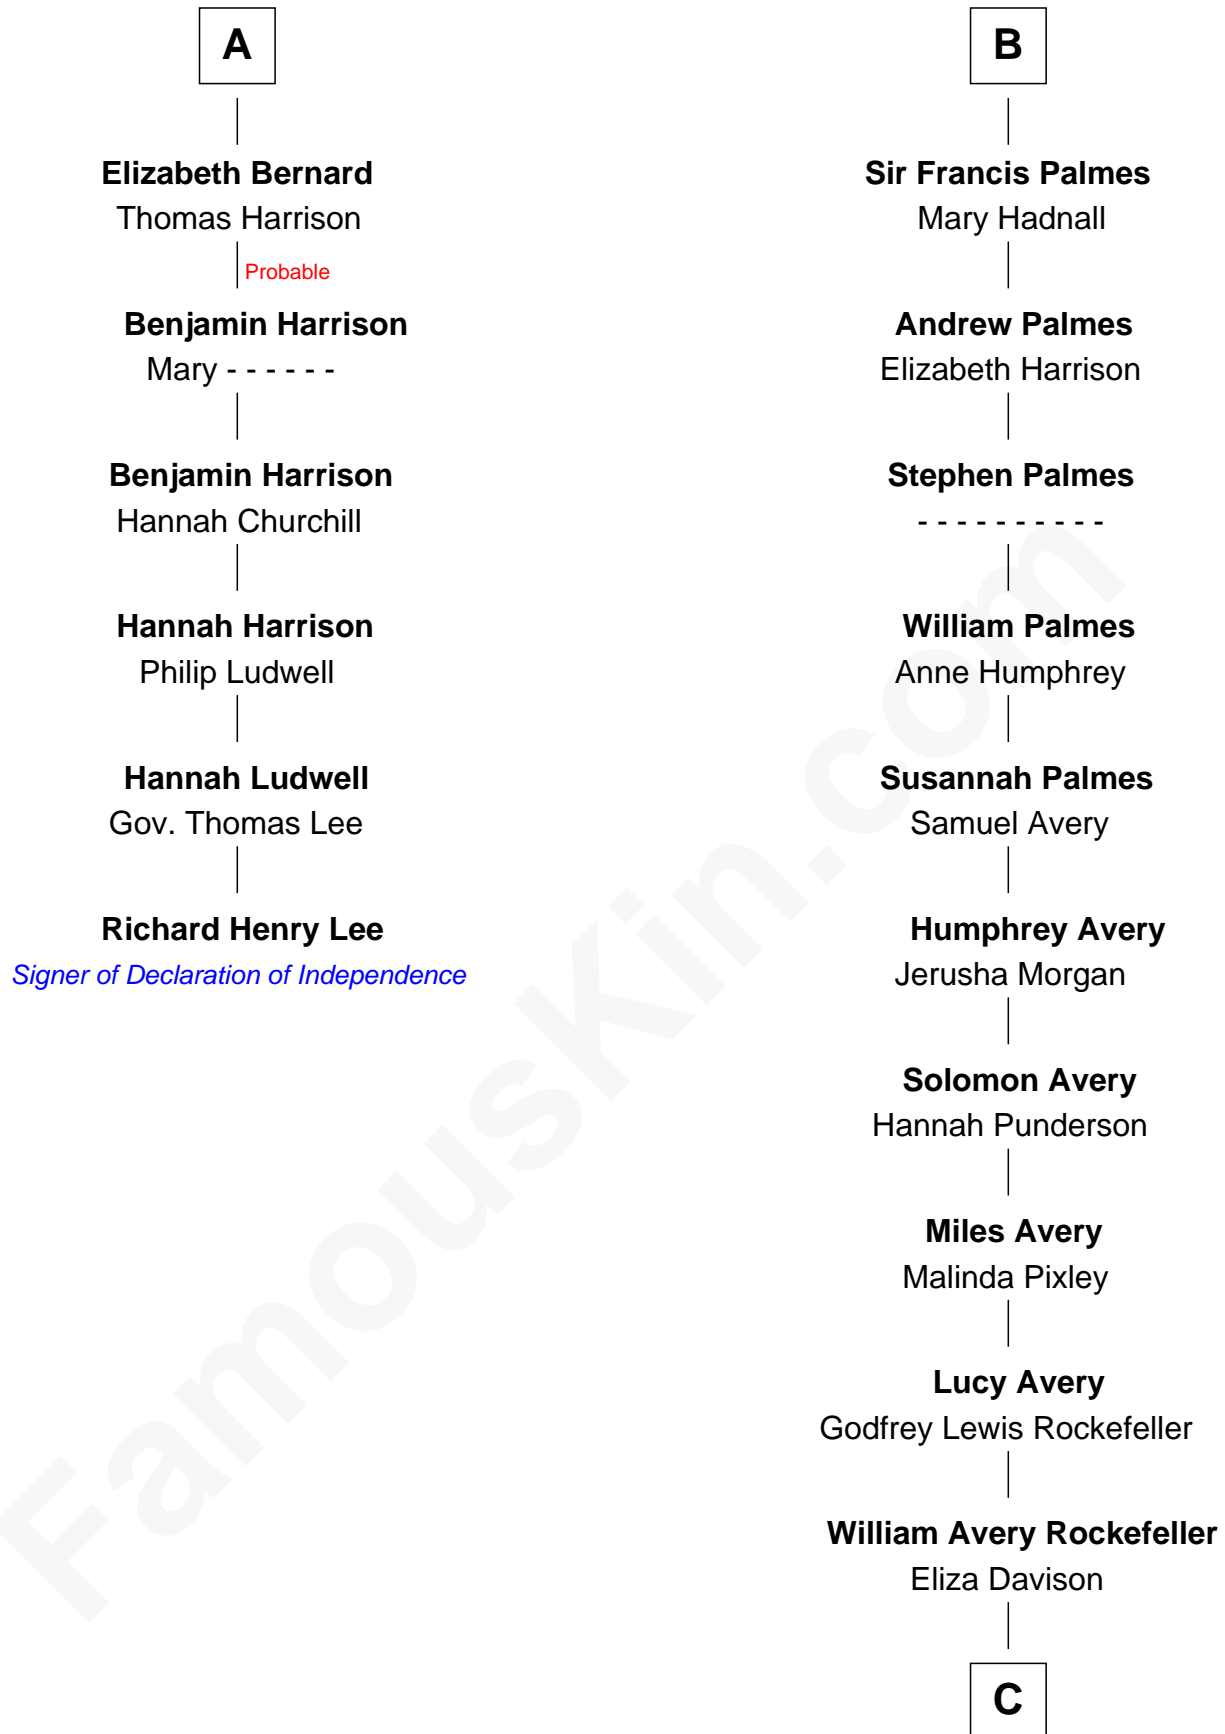 A
Elizabeth Bernard
Thomas Harrison
Probable
Benjamin Harrison
Mary - - - - - -
Benjamin Harrison
Hannah Churchill
Hannah Harrison
Philip Ludwell
Hannah Ludwell
Gov. Thomas Lee
Richard Henry Lee
Signer of Declaration of Independence
B
Sir Francis Palmes
Mary Hadnall
Andrew Palmes
Elizabeth Harrison
Stephen Palmes
- - - - - - - - - -
William Palmes
Anne Humphrey
Susannah Palmes
Samuel Avery
Humphrey Avery
Jerusha Morgan
Solomon Avery
Hannah Punderson
Miles Avery
Malinda Pixley
Lucy Avery
Godfrey Lewis Rockefeller
William Avery Rockefeller
Eliza Davison
C
FamousKin.com